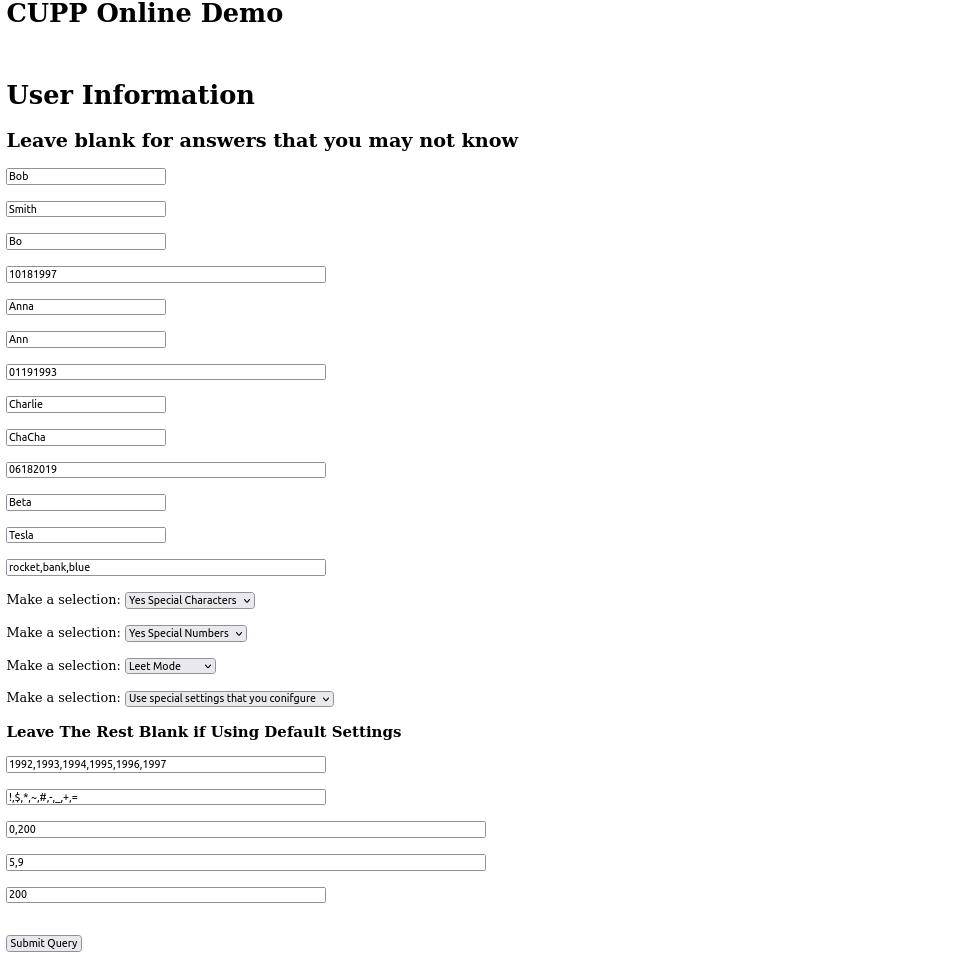 CUPP Online Demo
User Information
Leave blank for answers that you may not know
Bob
Smith
Bo
10181997
Anna
Ann
01191993
Charlie
ChaCha
06182019
Beta
Tesla
rocket,bank,blue
Make a selection: Yes Special Characters
Make a selection: Yes Special Numbers
Make a selection: Leet Mode
Make a selection: Use special settings that you conifgure
Leave The Rest Blank if Using Default Settings
1992,1993,1994,1995,1996,1997
!,$,*,~,#,-,_,+,=
0,200
5,9
200
Submit Query